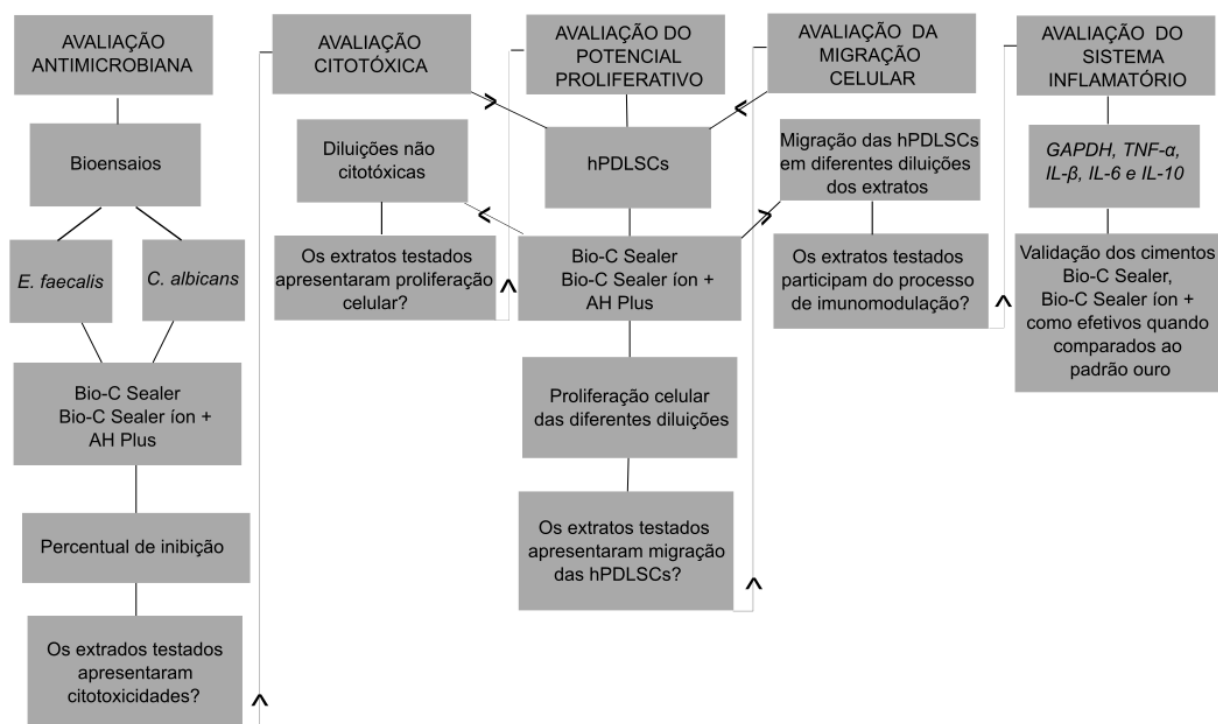 AVALIAÇÃO
ANTIMICROBIANA
Bioensaios
E. faecalis
C. albicans
Bio-C Sealer
Bio-C Sealer íon +
AH Plus
Percentual de inibição
Os extrados testados
apresentaram
citotoxicidades?
AVALIAÇÃO
CITOTÓXICA
Diluições não
citotóxicas
Os extratos testados
apresentaram proliferação
celular?
AVALIAÇÃO DO
POTENCIAL
PROLIFERATIVO
hPDLSCs
Bio-C Sealer
Bio-C Sealer íon +
AH Plus
Proliferação celular
das diferentes diluições
Os extratos testados
apresentaram migração
das hPDLSCs?
AVALIAÇÃO DA
MIGRAÇÃO
CELULAR
Migração das hPDLSCs
em diferentes diluições
dos extratos
Os extratos testados
participam do processo
de imunomodulação?
AVALIAÇÃO DO
SISTEMA
INFLAMATÓRIO
GAPDH, TNF-α,
IL-β, IL-6 e IL-10
Validação dos cimentos
Bio-C Sealer,
Bio-C Sealer íon +
como efetivos quando
comparados ao
padrão ouro